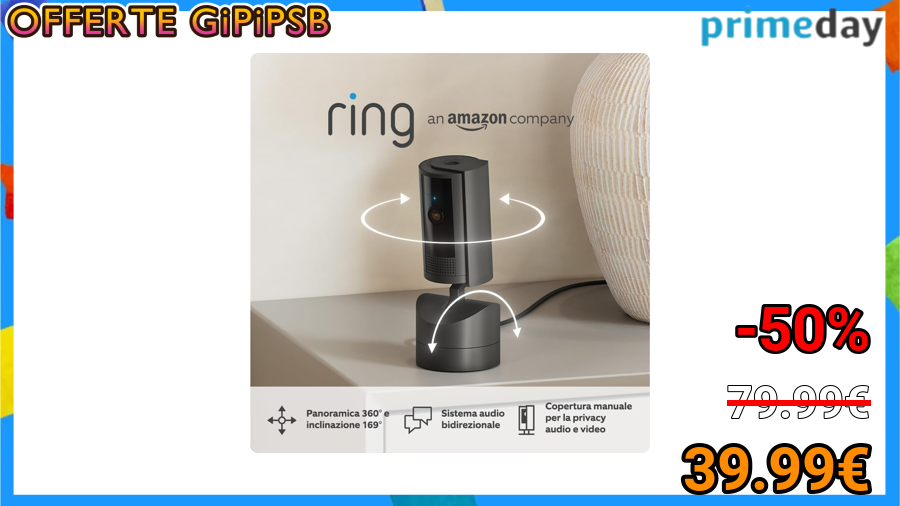 OFFERTE GiPiPSB
primeday
ring an amazon company
Panoramica 360° e
inclinazione 169°
Sistema audio
bidirezionale
Copertura manuale
per la privacy
audio e video
-50%
79.99€
39.99€